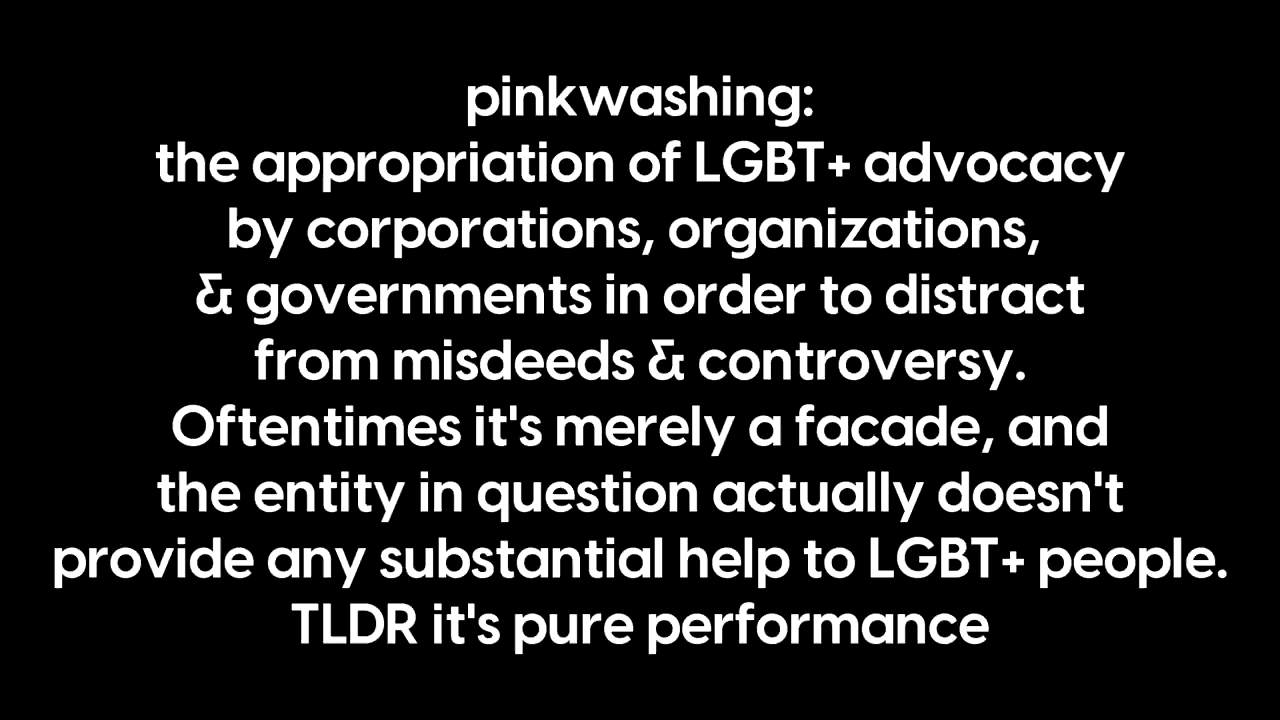 pinkwashing:
the appropriation of LGBT+ advocacy
by corporations, organizations,
& governments in order to distract
from misdeeds & controversy.
Oftentimes it's merely a facade, and
the entity in question actually doesn't
provide any substantial help to LGBT+ people.
TLDR it's pure performance